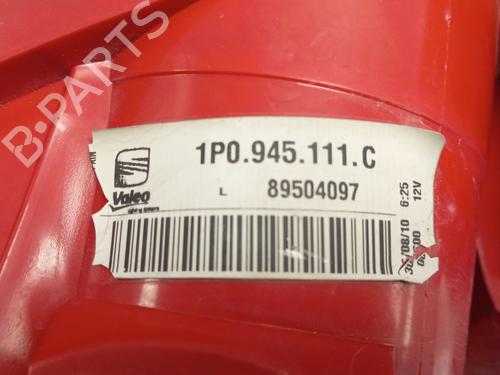 B-PARTS
1P0.945.111.C
Valeo
L 89504097
6:25
12V